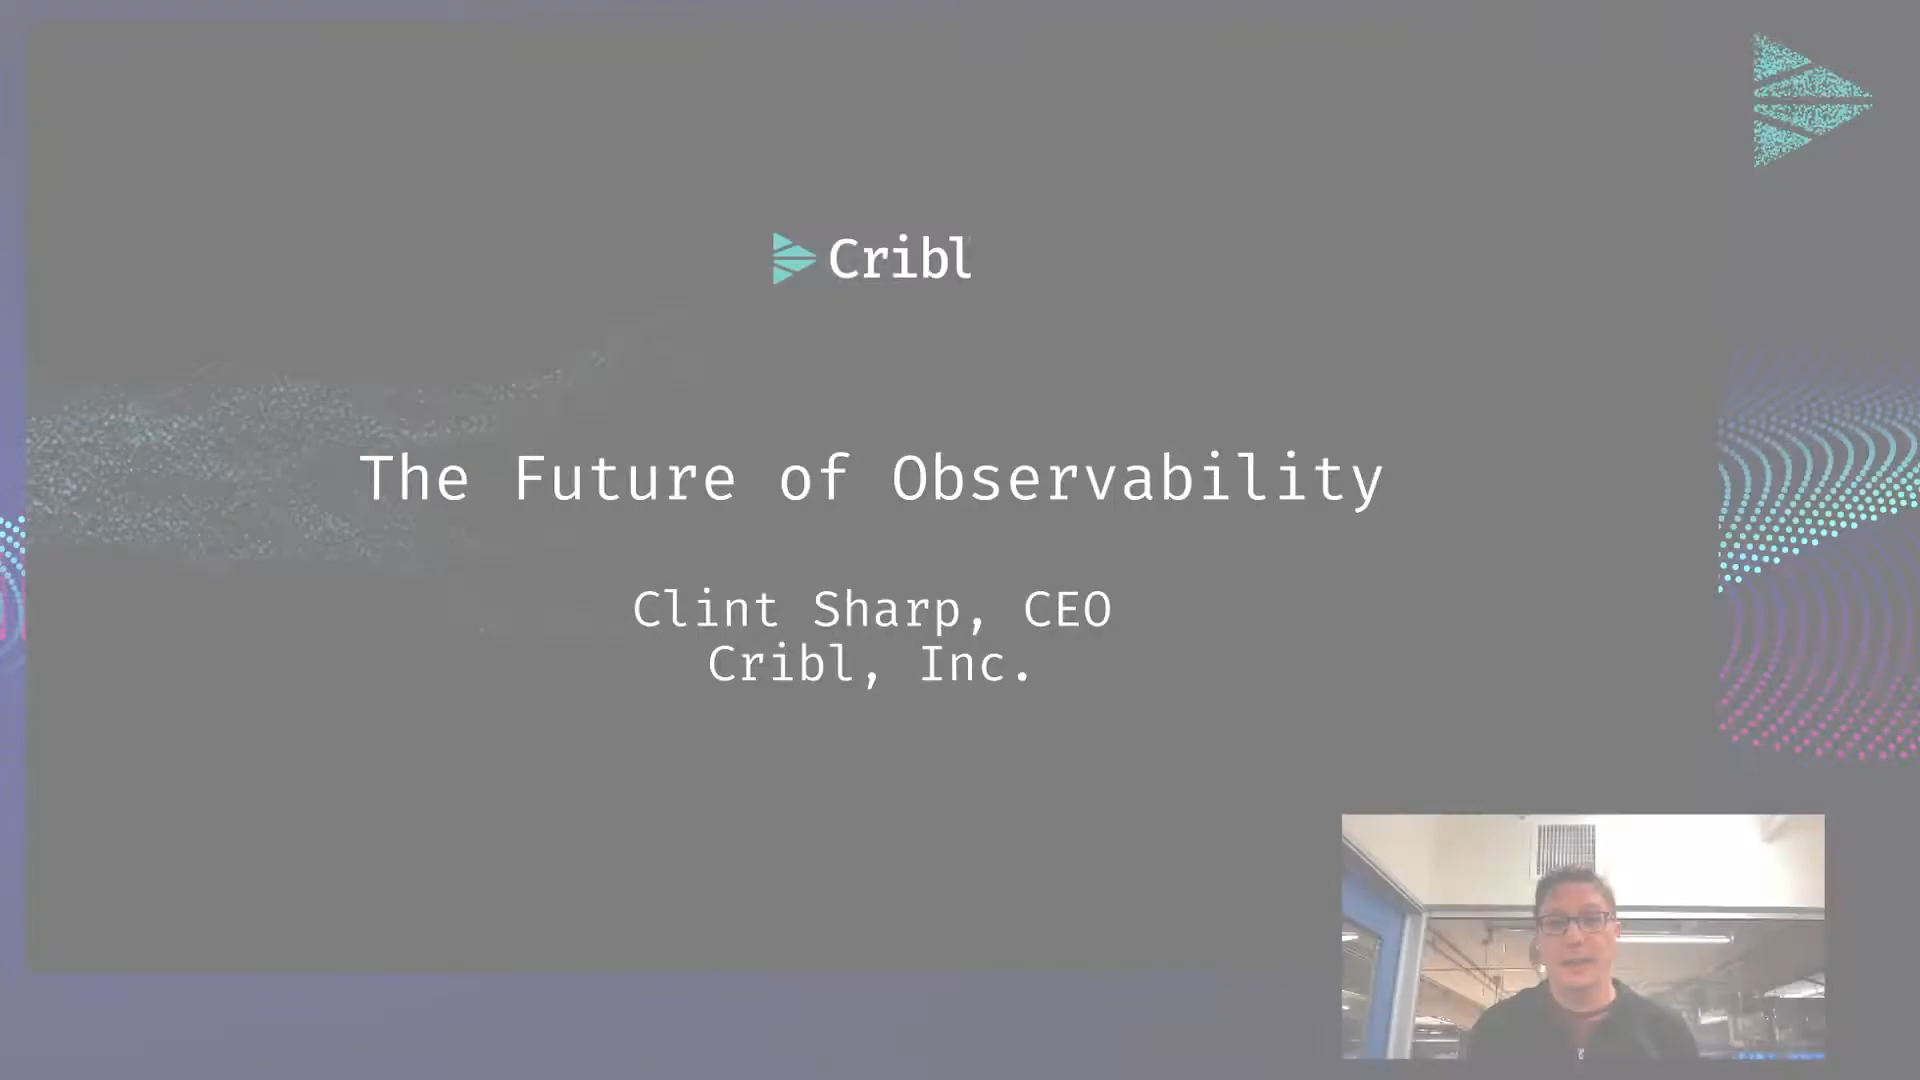 Cribl
The Future of Observability
Clint Sharp, CEO
Cribl, Inc.